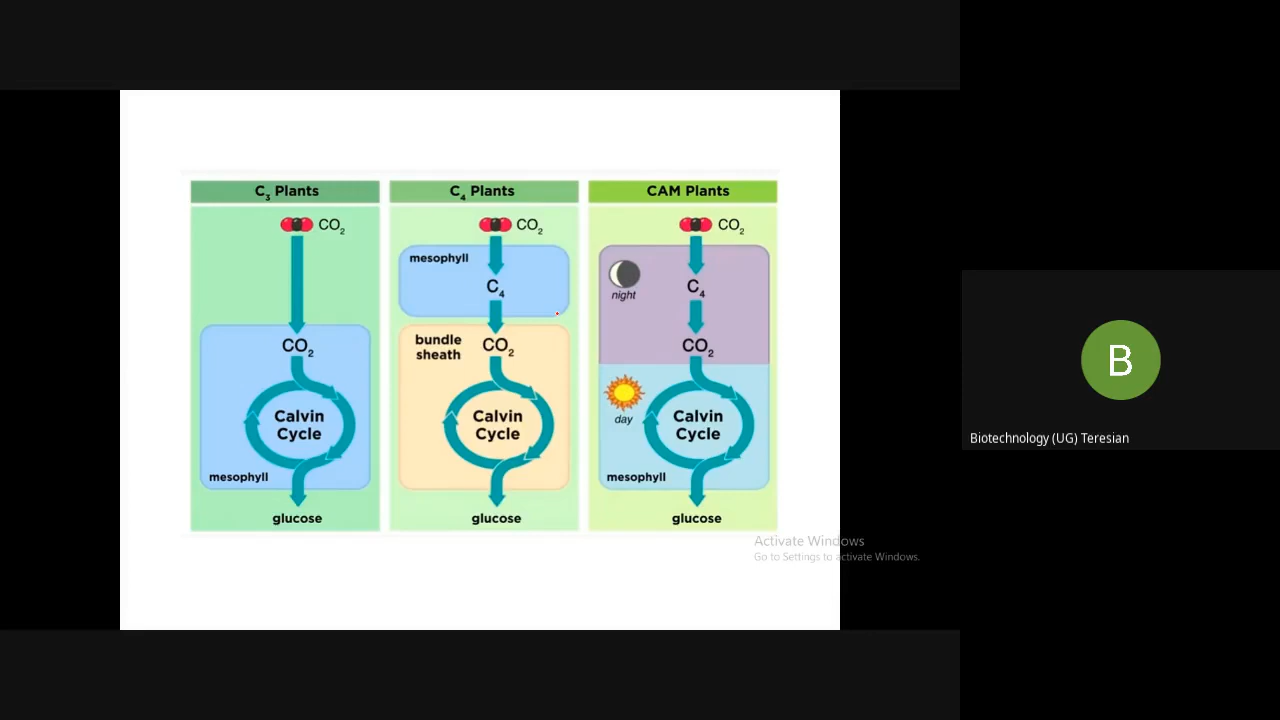 C₃ Plants
CO₂
CO₂
Calvin
Cycle
mesophyll
glucose
C₄ Plants
CO₂
mesophyll
C₄
bundle
sheath
CO₂
Calvin
Cycle
glucose
CAM Plants
CO₂
night
C₄
CO₂
day
Calvin
Cycle
mesophyll
glucose
Activate Windows
Go to Settings to activate Windows.
B
Biotechnology (UG) Teresian